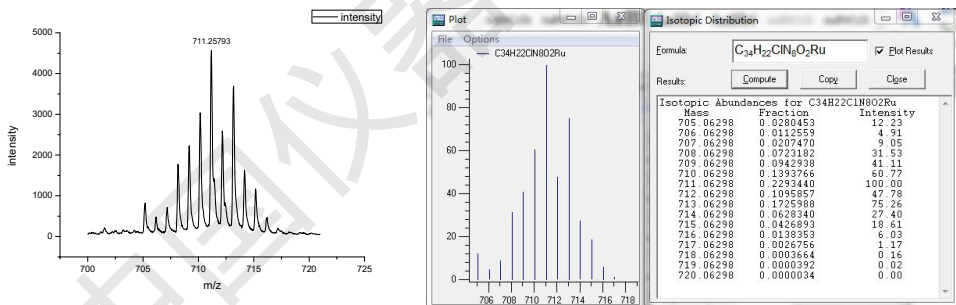 intensity
711.25793
5000
4000
3000
2000
1000
0
intensity
700 705 710 715 720 725
m/z
Plot
File Options
C34H22ClN8O2Ru
100
80
60
40
20
0
706 708 710 712 714 716 718
Isotopic Distribution
Formula: C34H22ClN8O2Ru Plot Results
Results: Compute Copy Close
Isotopic Abundances for C34H22ClN8O2Ru
Mass Fraction Intensity
705.06298 0.0280453 12.23
706.06298 0.0112559 4.91
707.06298 0.0207470 9.05
708.06298 0.0723182 31.53
709.06298 0.0942938 41.11
710.06298 0.1393766 60.77
711.06298 0.2293440 100.00
712.06298 0.1095857 47.78
713.06298 0.1725988 75.26
714.06298 0.0628340 27.40
715.06298 0.0426893 18.61
716.06298 0.0138353 6.03
717.06298 0.0026756 1.17
718.06298 0.0003664 0.16
719.06298 0.0000392 0.02
720.06298 0.0000034 0.00
中国仪器